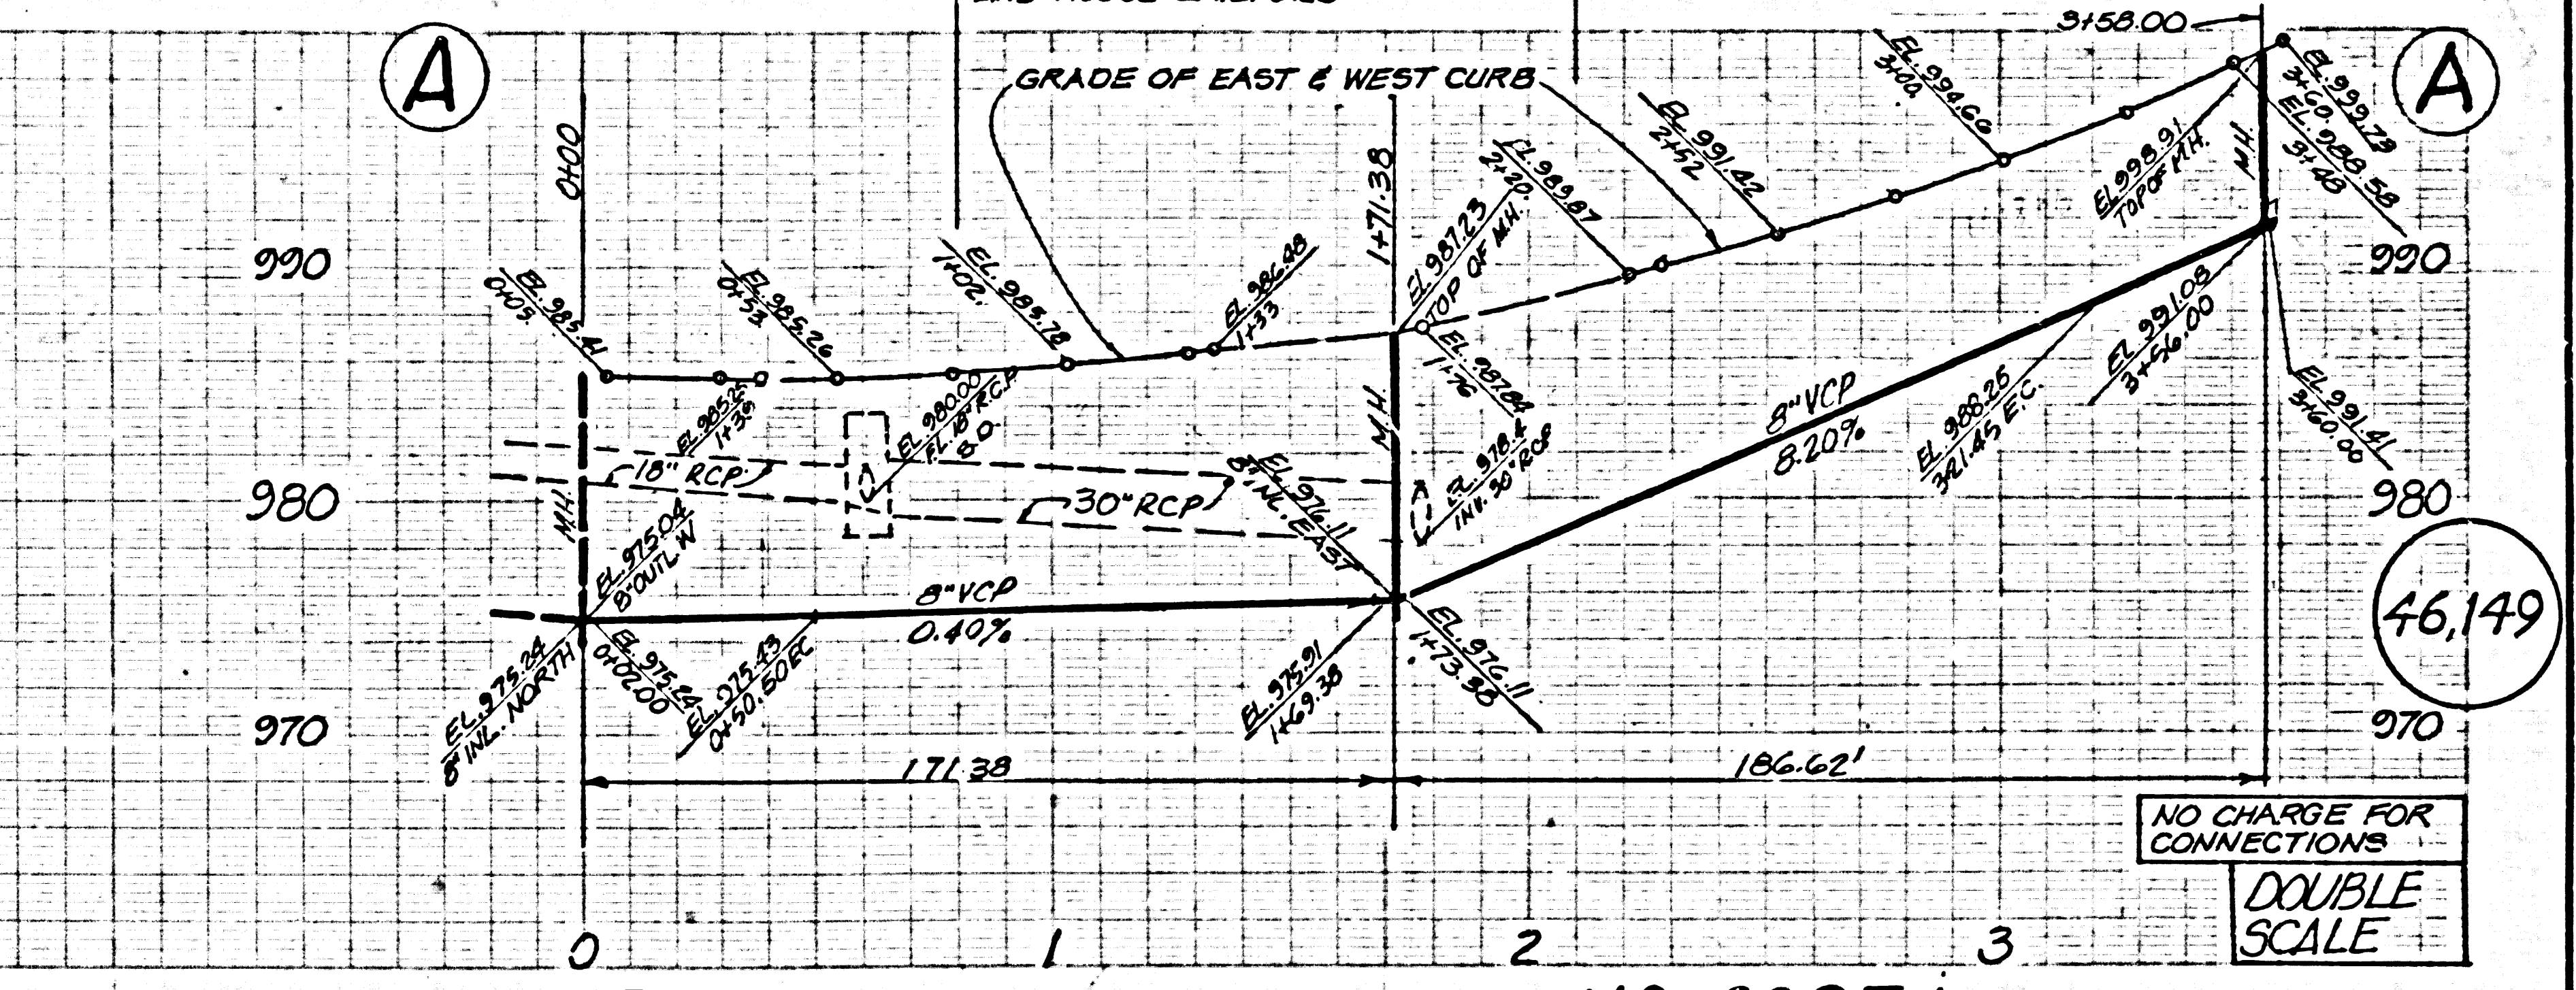 3+58.00
A
A
GRADE OF EAST & WEST CURB
0+00
1+71.38
EL. 994.66
3+00.
EL. 999.73
3+60.
EL. 998.58
3+48
EL 998.91
TOP OF M.H.
M.H.
EL. 991.42
2+52
EL. 989.87
2+20.
EL. 987.23
TOP OF M.H.
EL. 987.84
1+76
990
990
EL. 985.41
0+05.
EL. 985.26
0+53.
EL. 985.78
1+02.
EL. 986.48
1+33
EL 985.25
1+39
EL 980.00
F.L. 18" R.C.P.
S.D.
M.H.
EL. 978.4
INV. 30" RCP
8" VCP
8.20%
EL. 988.25
3+21.45 E.C.
EL 991.08
3+56.00
EL. 991.41
3+60.00
18" RCP
30" RCP
980
980
M.H.
EL. 975.04
8" OUTL W
EL. 976.11
8" INL. EAST
8" VCP
0.40%
46,149
EL. 975.24
8" INL. NORTH
EL. 975.24
0+02.00
EL. 975.43
0+50.50 EC
EL. 975.91
1+69.38
EL. 976.11
1+73.38
970
970
171.38
186.62'
NO CHARGE FOR
CONNECTIONS
DOUBLE
SCALE
0 1 2 3